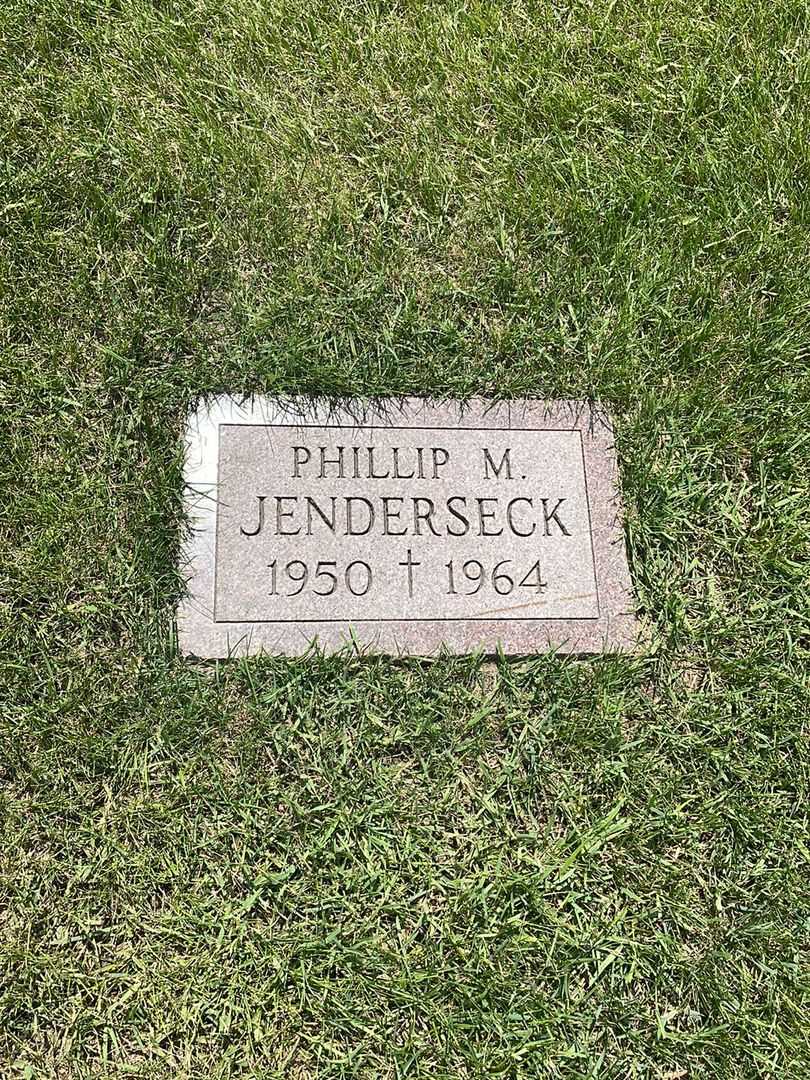 PHILLIP M.
JENDERSECK
1950 † 1964